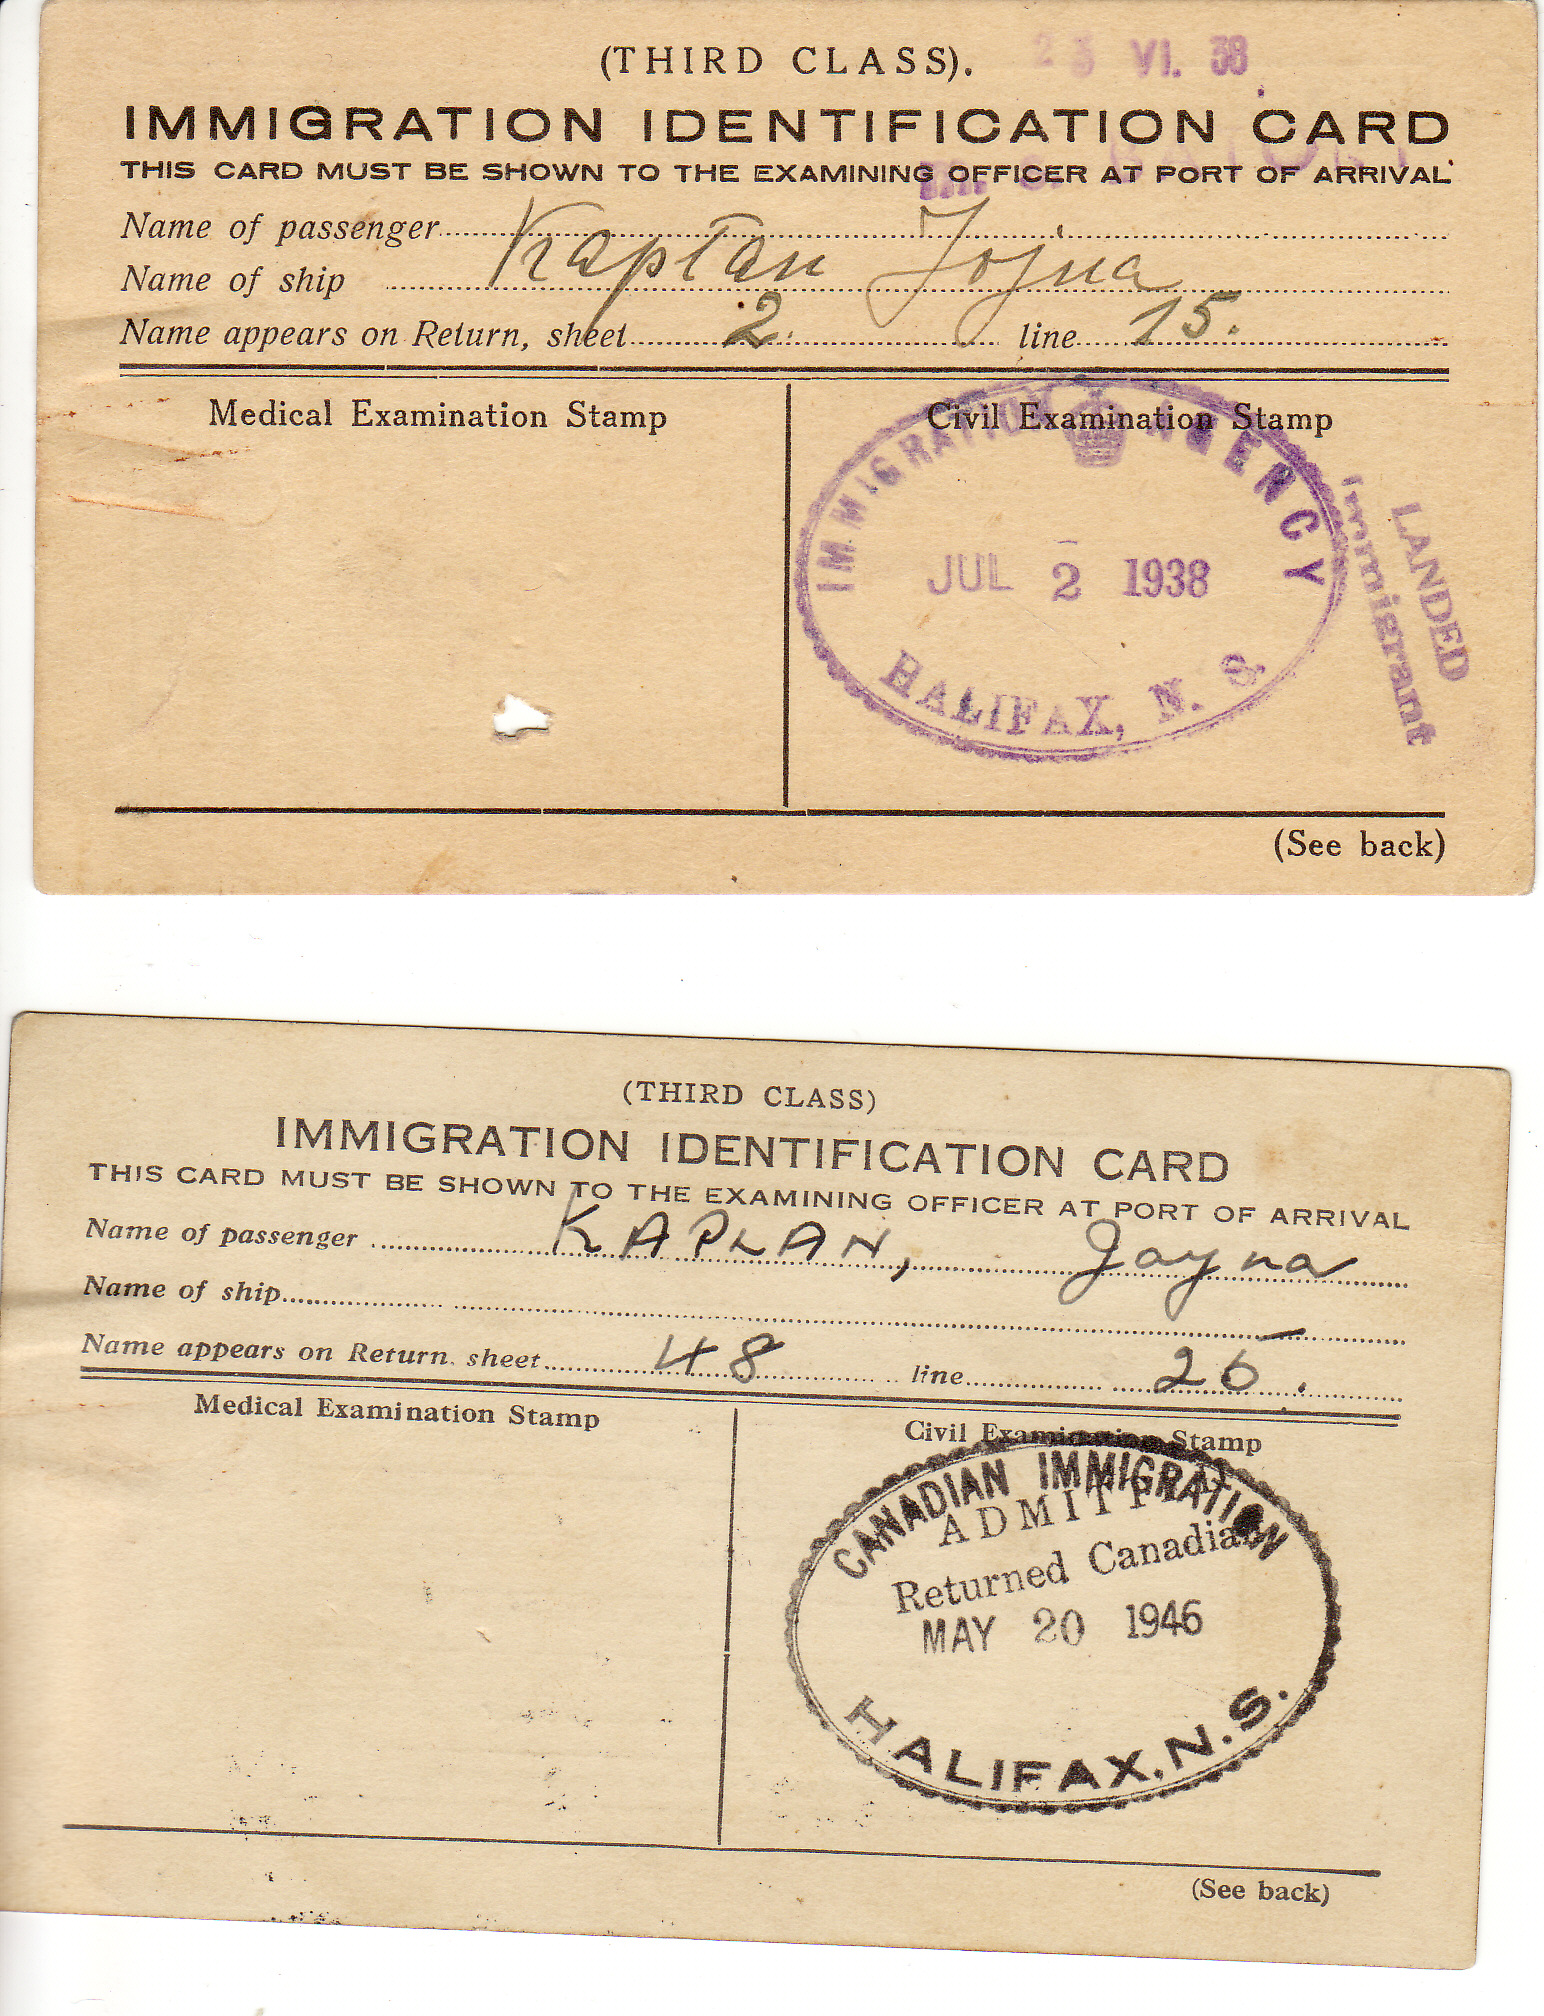 (THIRD CLASS). 23 VI. 38
IMMIGRATION IDENTIFICATION CARD
THIS CARD MUST BE SHOWN TO THE EXAMINING OFFICER AT PORT OF ARRIVAL
Name of passenger Kapłan Jojna
Name of ship
Name appears on Return, sheet 2. line 15.
Medical Examination Stamp
Civil Examination Stamp
IMMIGRATION AGENCY
JUL 2 1938
HALIFAX, N. S.
LANDED
Immigrant
(See back)
(THIRD CLASS)
IMMIGRATION IDENTIFICATION CARD
THIS CARD MUST BE SHOWN TO THE EXAMINING OFFICER AT PORT OF ARRIVAL
Name of passenger KAPLAN, Jayna
Name of ship
Name appears on Return. sheet 48 line 25.
Medical Examination Stamp
Civil Examination Stamp
CANADIAN IMMIGRATION
ADMITTED
Returned Canadian
MAY 20 1946
HALIFAX, N.S.
(See back)